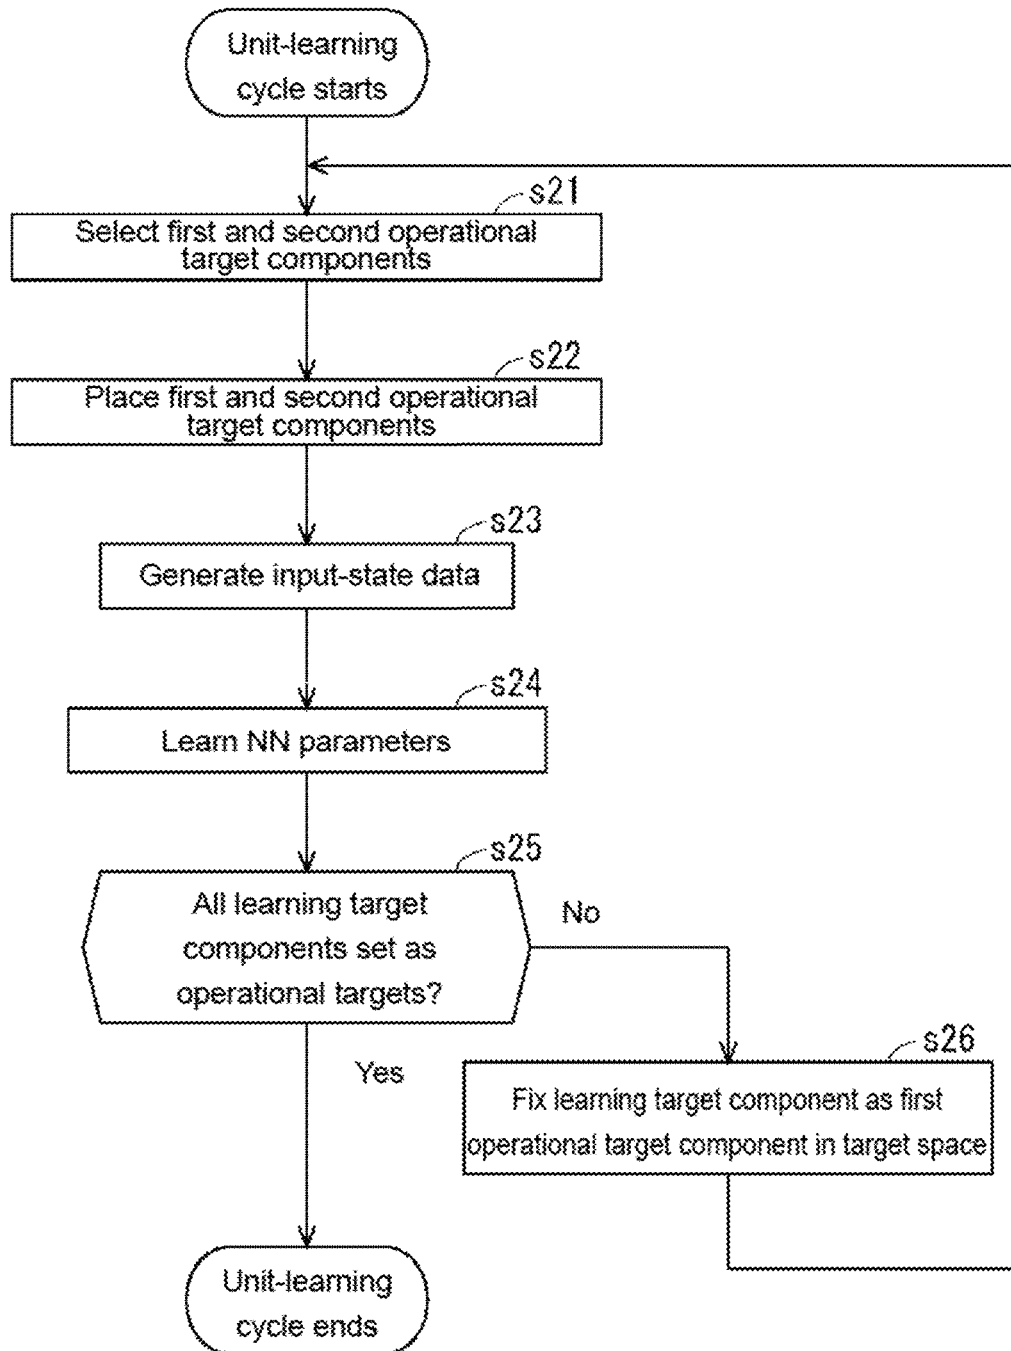 Unit-learning
cycle starts
s21
Select first and second operational
target components
s22
Place first and second operational
target components
s23
Generate input-state data
s24
Learn NN parameters
s25
All learning target
components set as
operational targets?
No
Yes
s26
Fix learning target component as first
operational target component in target space
Unit-learning
cycle ends